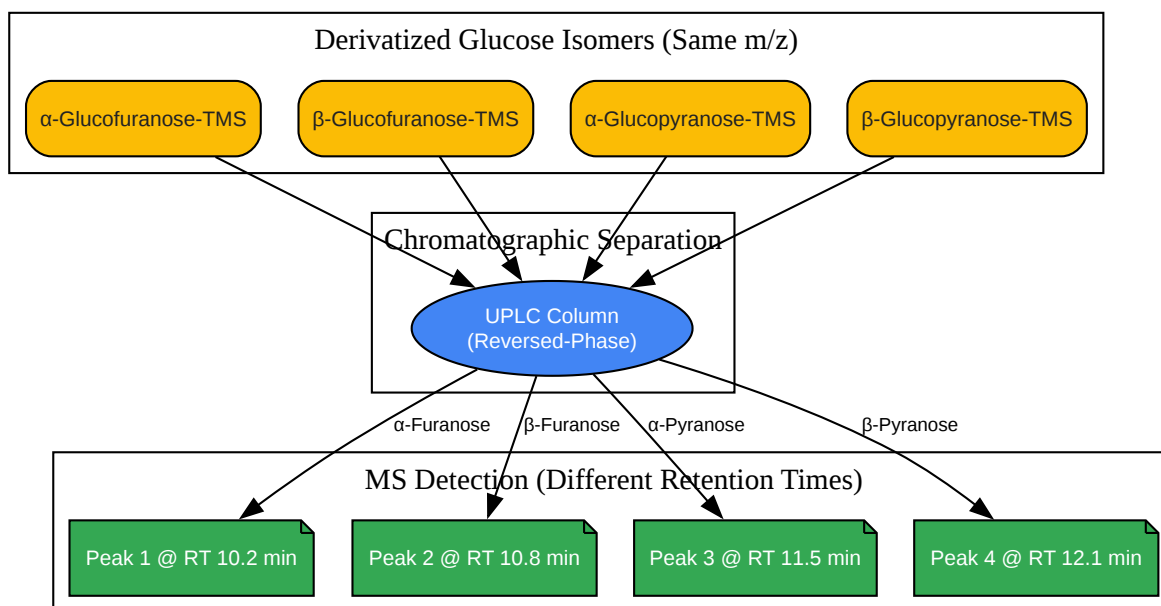 Derivatized Glucose Isomers (Same m/z)
α-Glucofuranose-TMS
β-Glucofuranose-TMS
α-Glucopyranose-TMS
β-Glucopyranose-TMS
Chromatographic Separation
UPLC Column
(Reversed-Phase)
α-Furanose
β-Furanose
α-Pyranose
β-Pyranose
MS Detection (Different Retention Times)
Peak 1 @ RT 10.2 min
Peak 2 @ RT 10.8 min
Peak 3 @ RT 11.5 min
Peak 4 @ RT 12.1 min